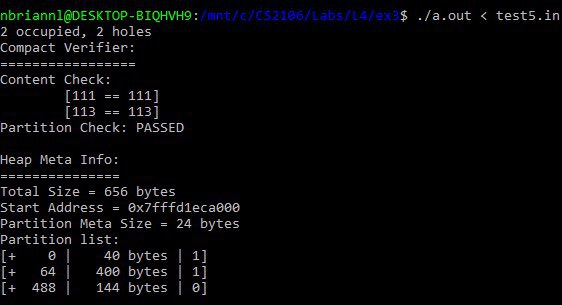 nbriannl@DESKTOP-BIQHVH9:/mnt/c/CS2106/Labs/L4/ex3$ ./a.out < test5.in
2 occupied, 2 holes
Compact Verifier:
=================
Content Check:
        [111 == 111]
        [113 == 113]
Partition Check: PASSED

Heap Meta Info:
===============
Total Size = 656 bytes
Start Address = 0x7fffd1eca000
Partition Meta Size = 24 bytes
Partition list:
[+    0 |    40 bytes | 1]
[+   64 |   400 bytes | 1]
[+  488 |   144 bytes | 0]